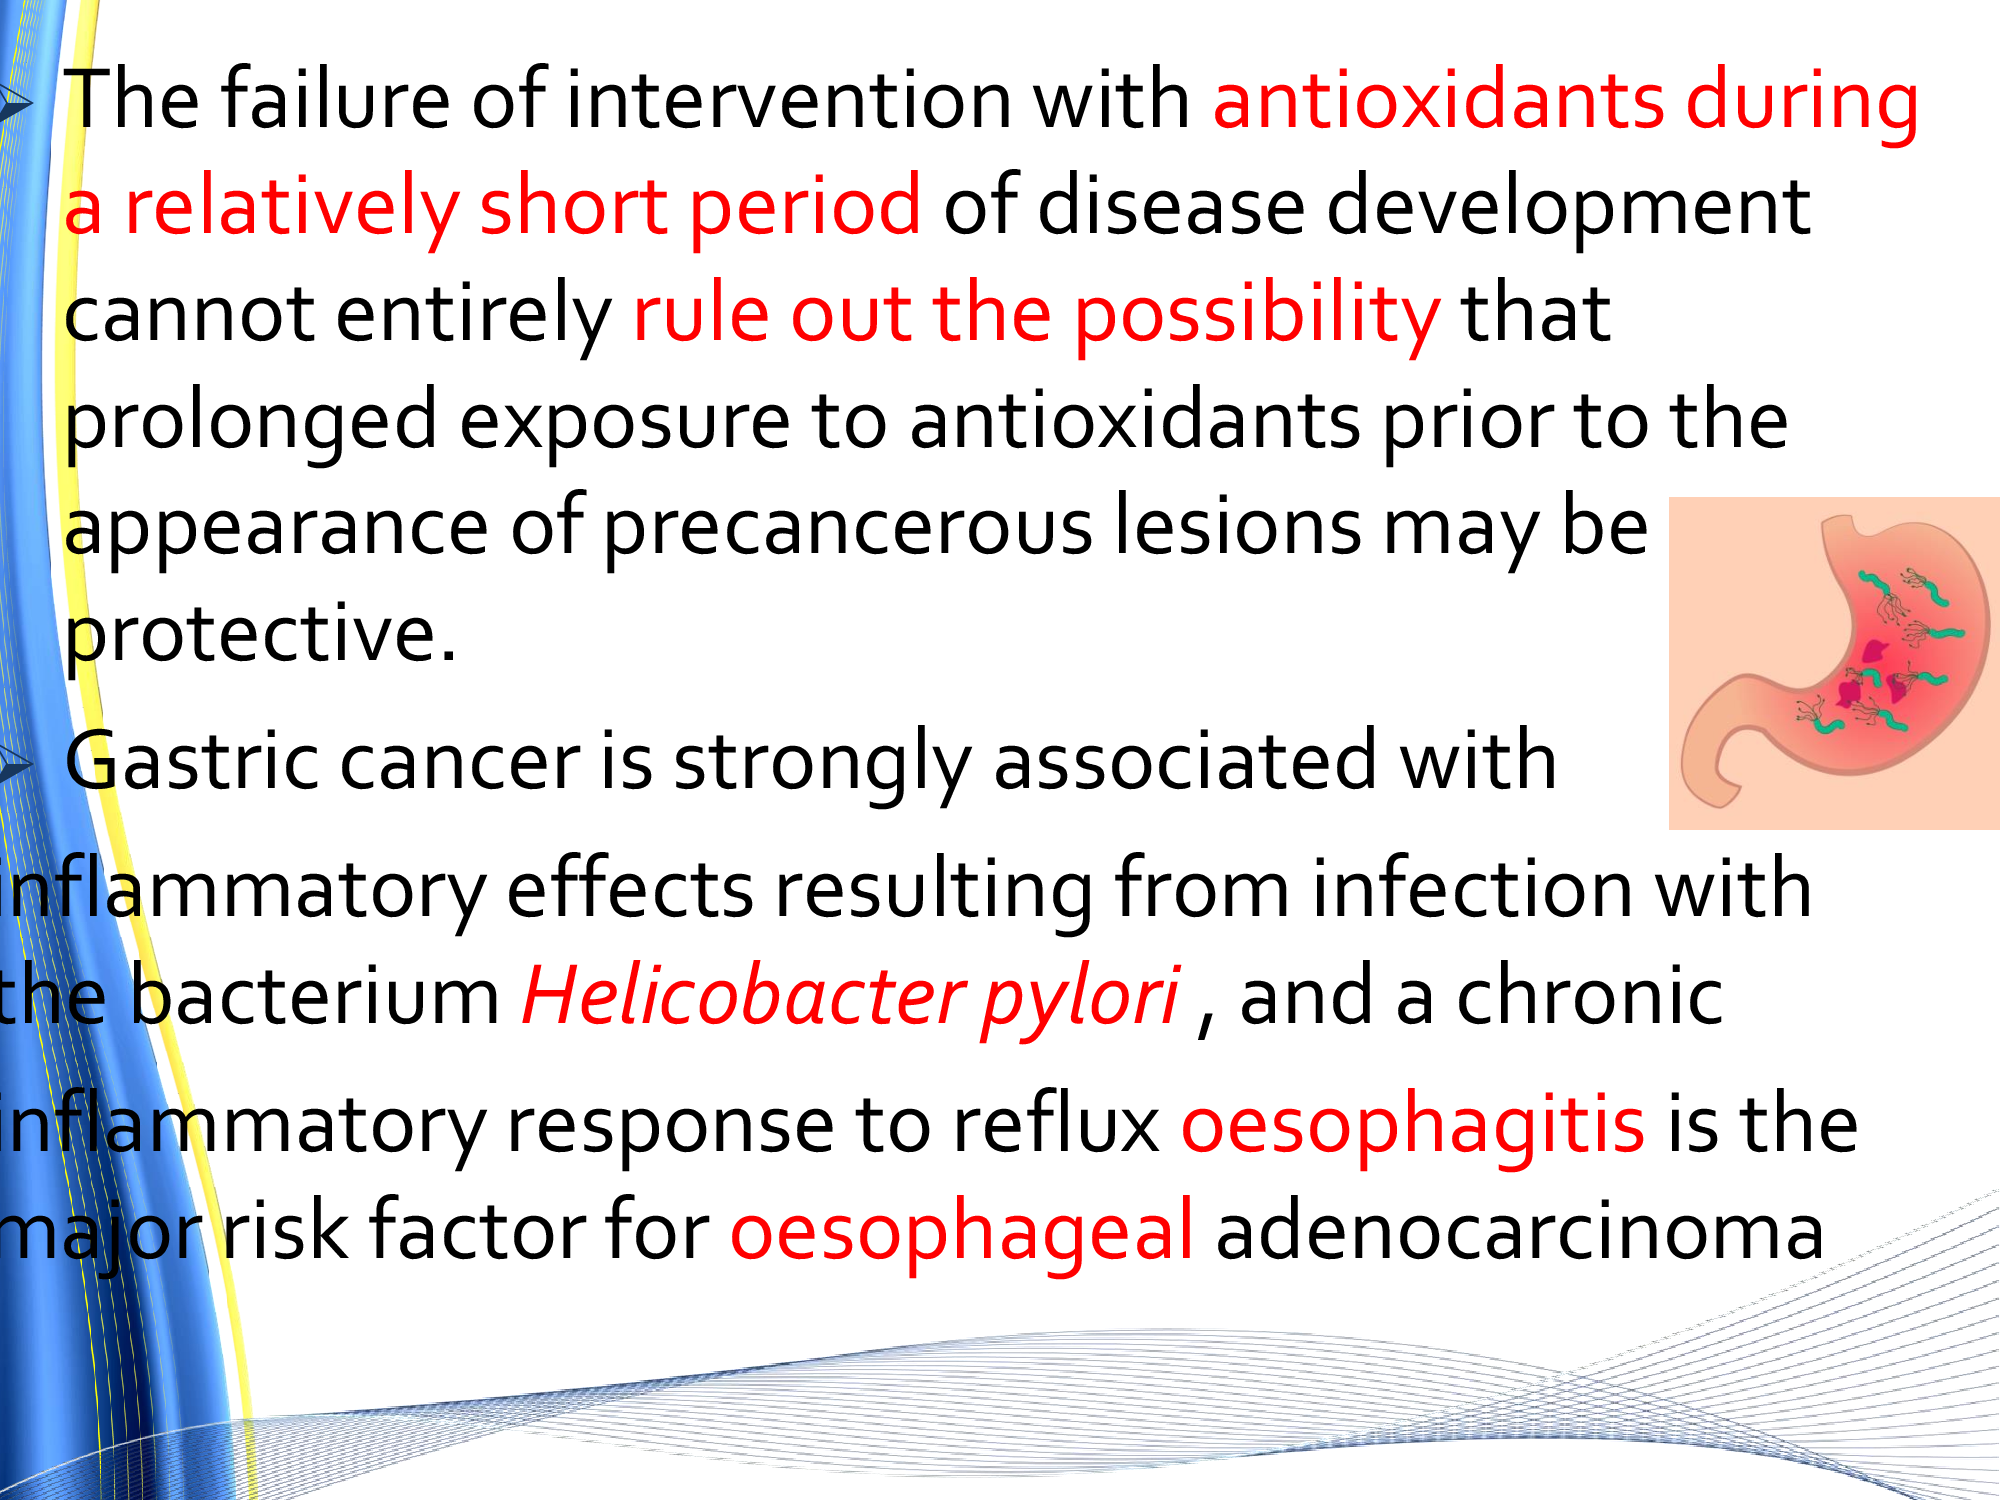 The failure of intervention with antioxidants during
a relatively short period of disease development
cannot entirely rule out the possibility that
prolonged exposure to antioxidants prior to the
appearance of precancerous lesions may be
protective.
Gastric cancer is strongly associated with
inflammatory effects resulting from infection with
the bacterium Helicobacter pylori , and a chronic
inflammatory response to reflux oesophagitis is the
major risk factor for oesophageal adenocarcinoma